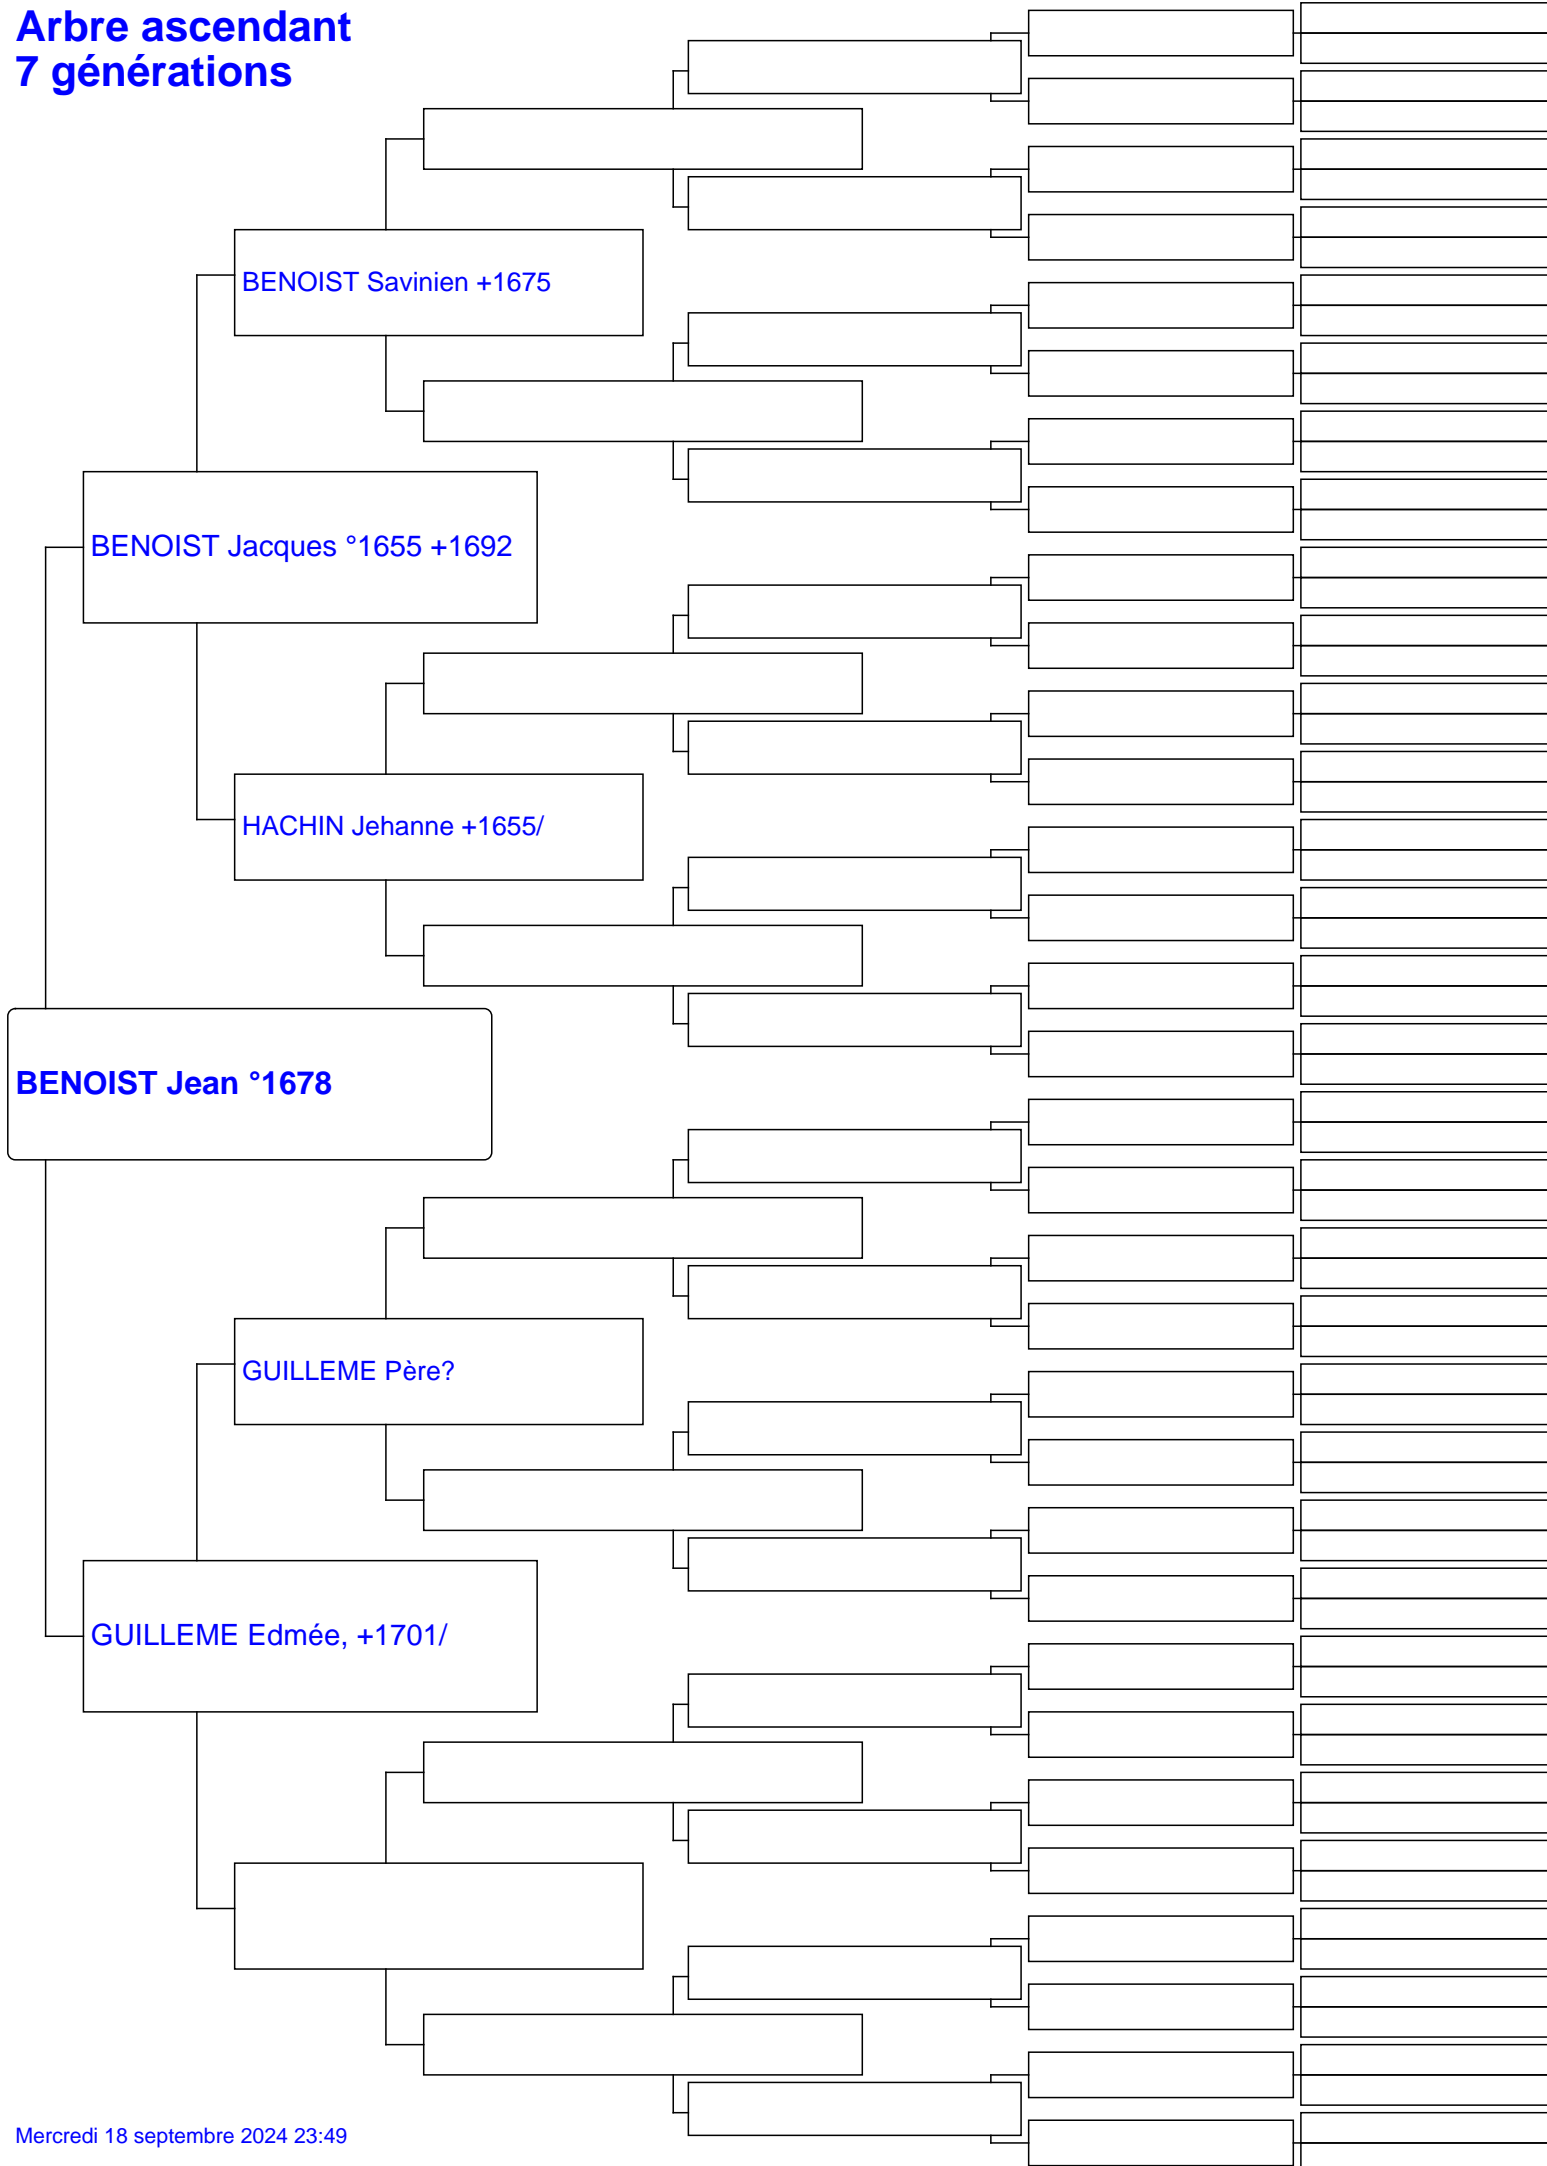 Arbre ascendant
7 générations
BENOIST Savinien +1675
BENOIST Jacques °1655 +1692
HACHIN Jehanne +1655/
BENOIST Jean °1678
GUILLEME Père?
GUILLEME Edmée, +1701/
Mercredi 18 septembre 2024 23:49